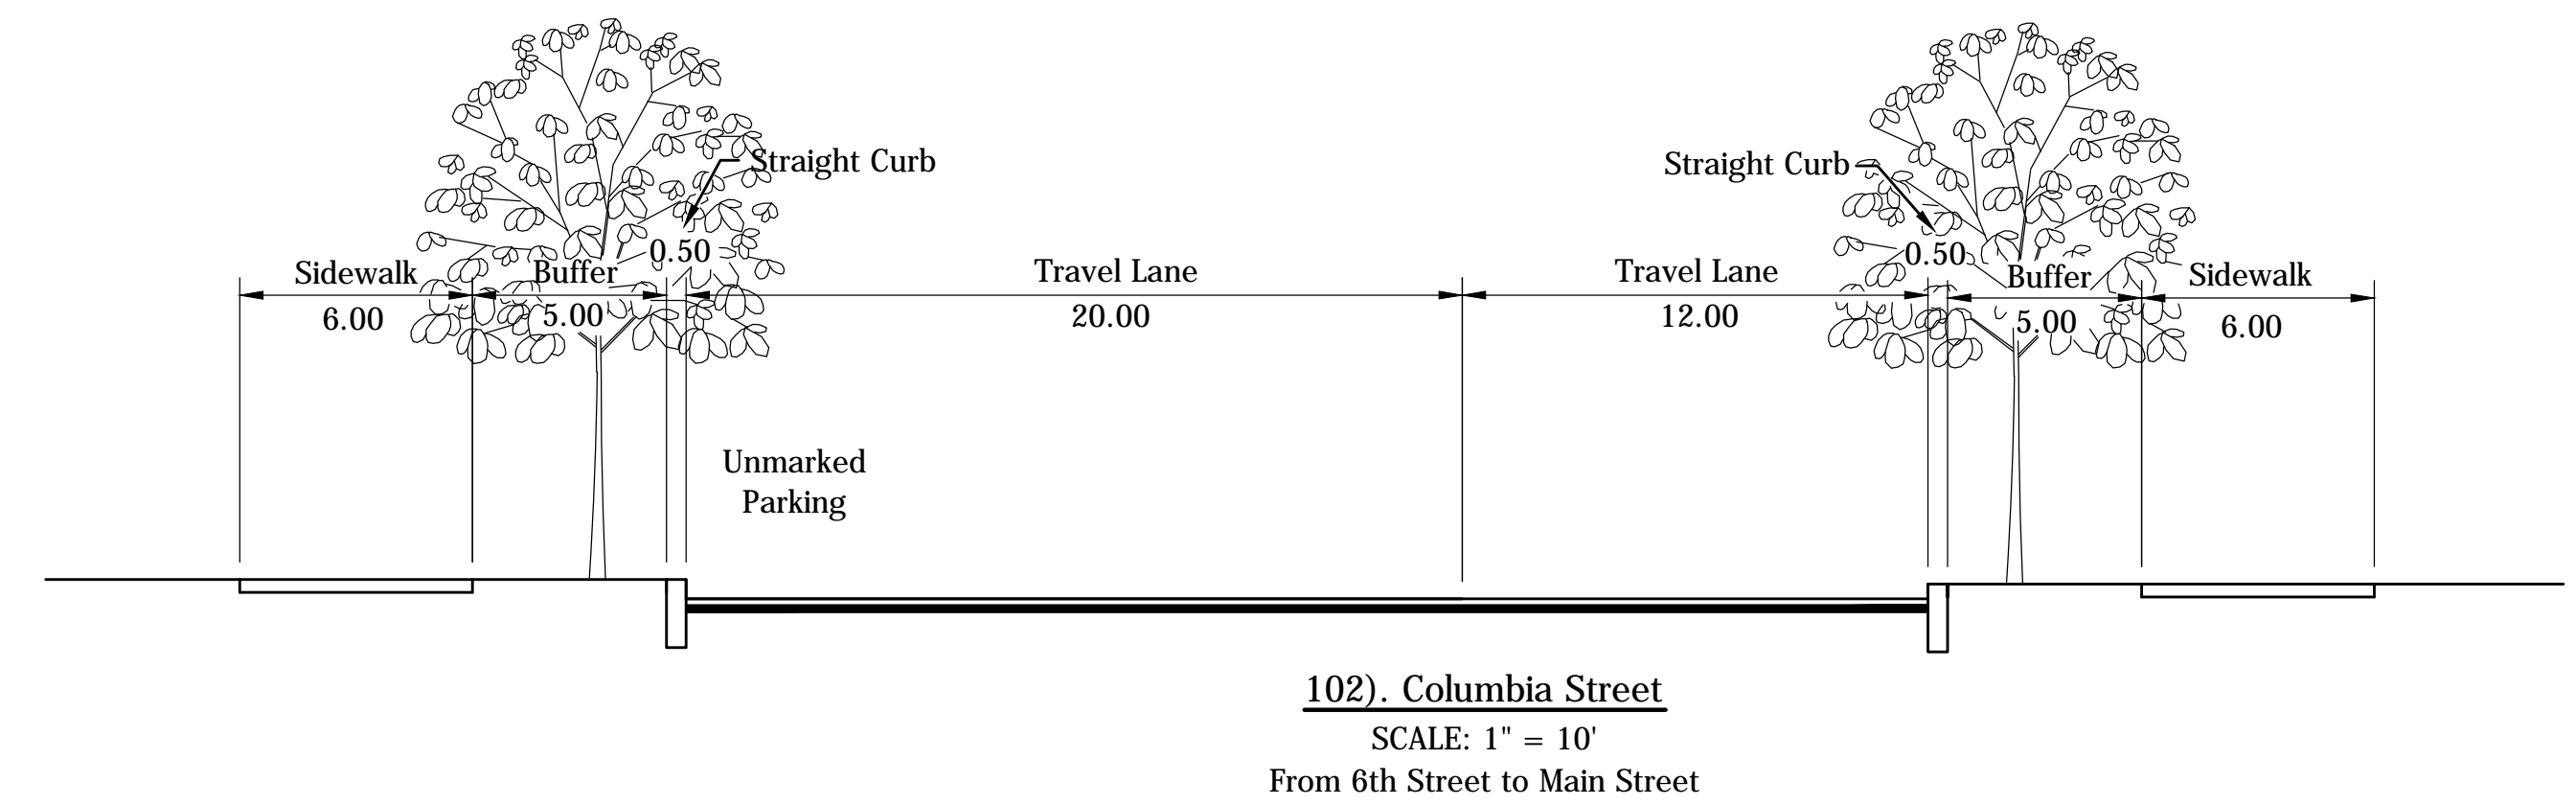 Straight Curb
Straight Curb
0.50
0.50
Sidewalk
Buffer
Travel Lane
Travel Lane
Buffer
Sidewalk
6.00
5.00
20.00
12.00
5.00
6.00
Unmarked
Parking
102). Columbia Street
SCALE: 1" = 10'
From 6th Street to Main Street